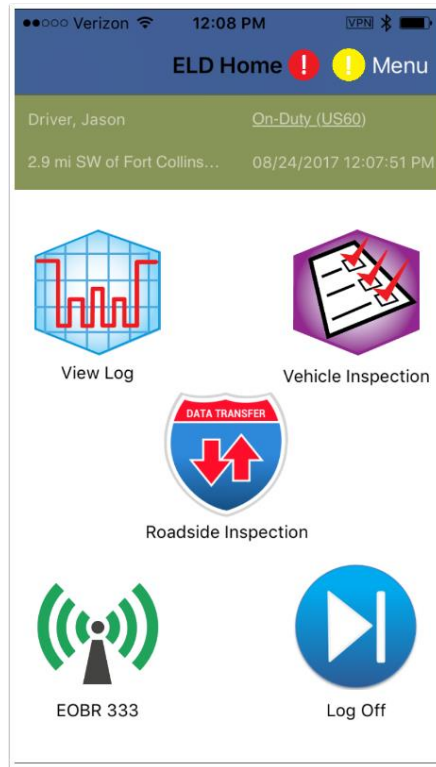 Verizon 12:08 PM VPN
ELD Home ! ! Menu
Driver, Jason On-Duty (US60)
2.9 mi SW of Fort Collins... 08/24/2017 12:07:51 PM
View Log Vehicle Inspection
DATA TRANSFER
Roadside Inspection
EOBR 333 Log Off